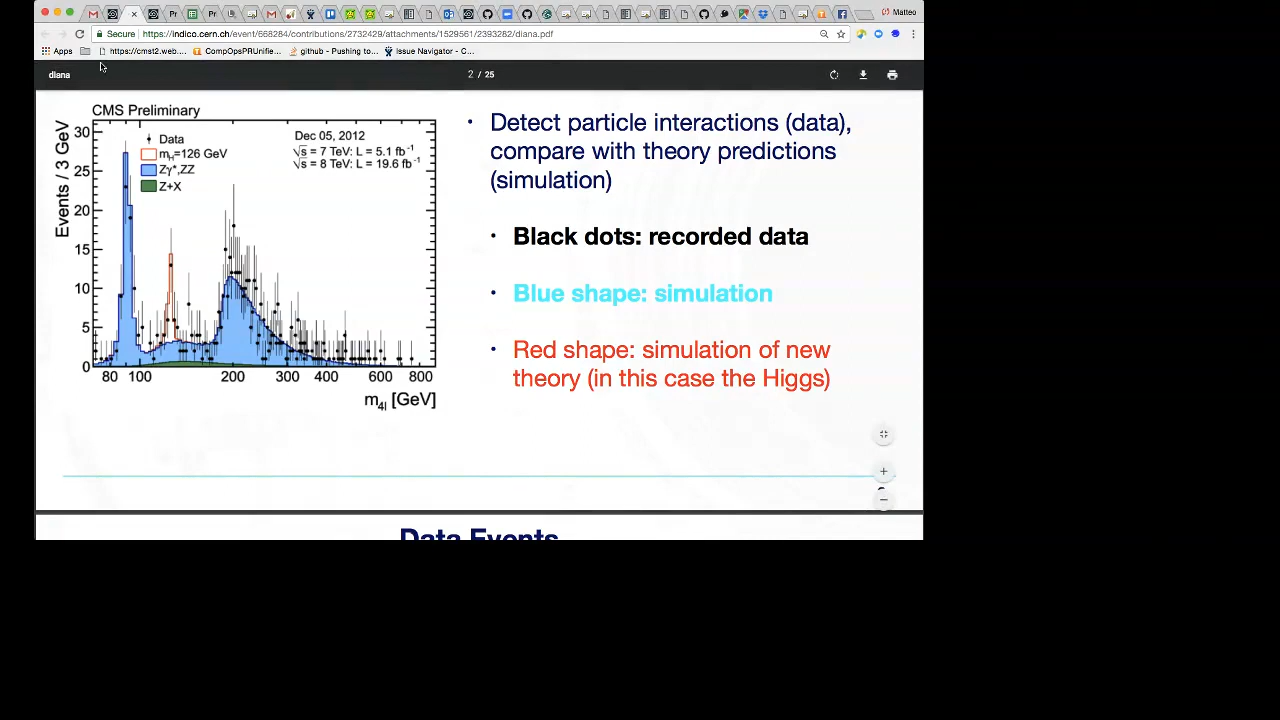 Matteo
Secure https://indico.cern.ch/event/668284/contributions/2732429/attachments/1529561/2393282/diana.pdf
Apps https://cmst2.web.... CompOpsPRUnifie... github - Pushing to... Issue Navigator - C...
diana 2 / 25
CMS Preliminary
Events / 3 GeV
30
25
20
15
10
5
0
Data
mH=126 GeV
Zγ*,ZZ
Z+X
Dec 05, 2012
√s = 7 TeV: L = 5.1 fb⁻¹
√s = 8 TeV: L = 19.6 fb⁻¹
80 100 200 300 400 600 800
m4l [GeV]
• Detect particle interactions (data),
compare with theory predictions
(simulation)
• Black dots: recorded data
• Blue shape: simulation
• Red shape: simulation of new
theory (in this case the Higgs)
Data Events